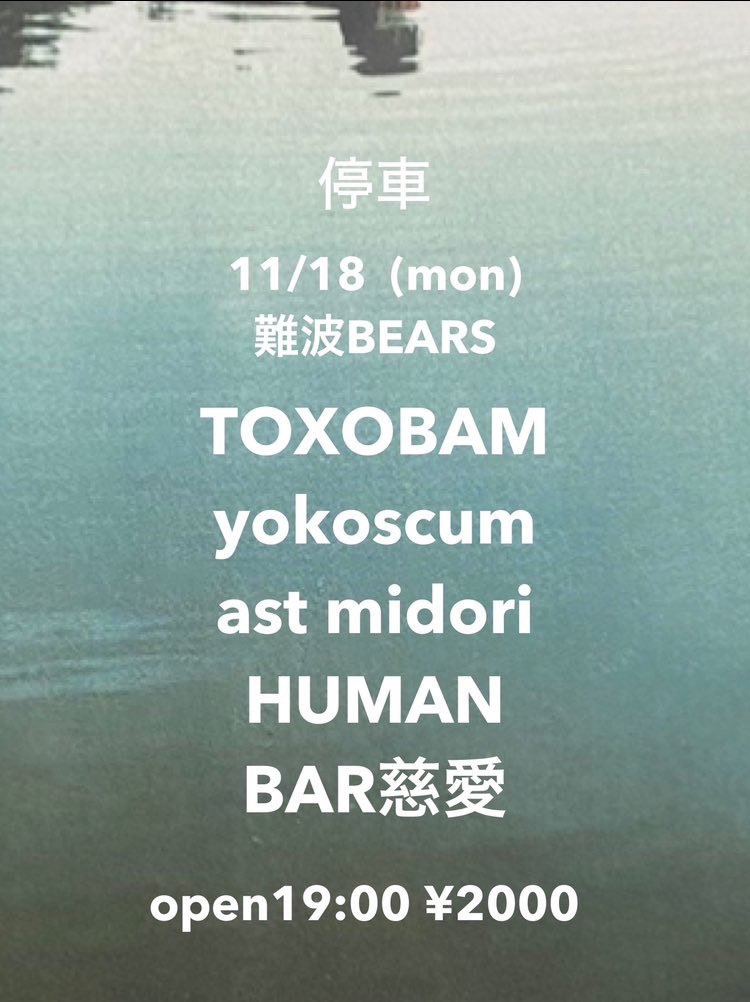 停車
11/18 (mon)
難波BEARS
TOXOBAM
yokoscum
ast midori
HUMAN
BAR慈愛
open19:00 ¥2000